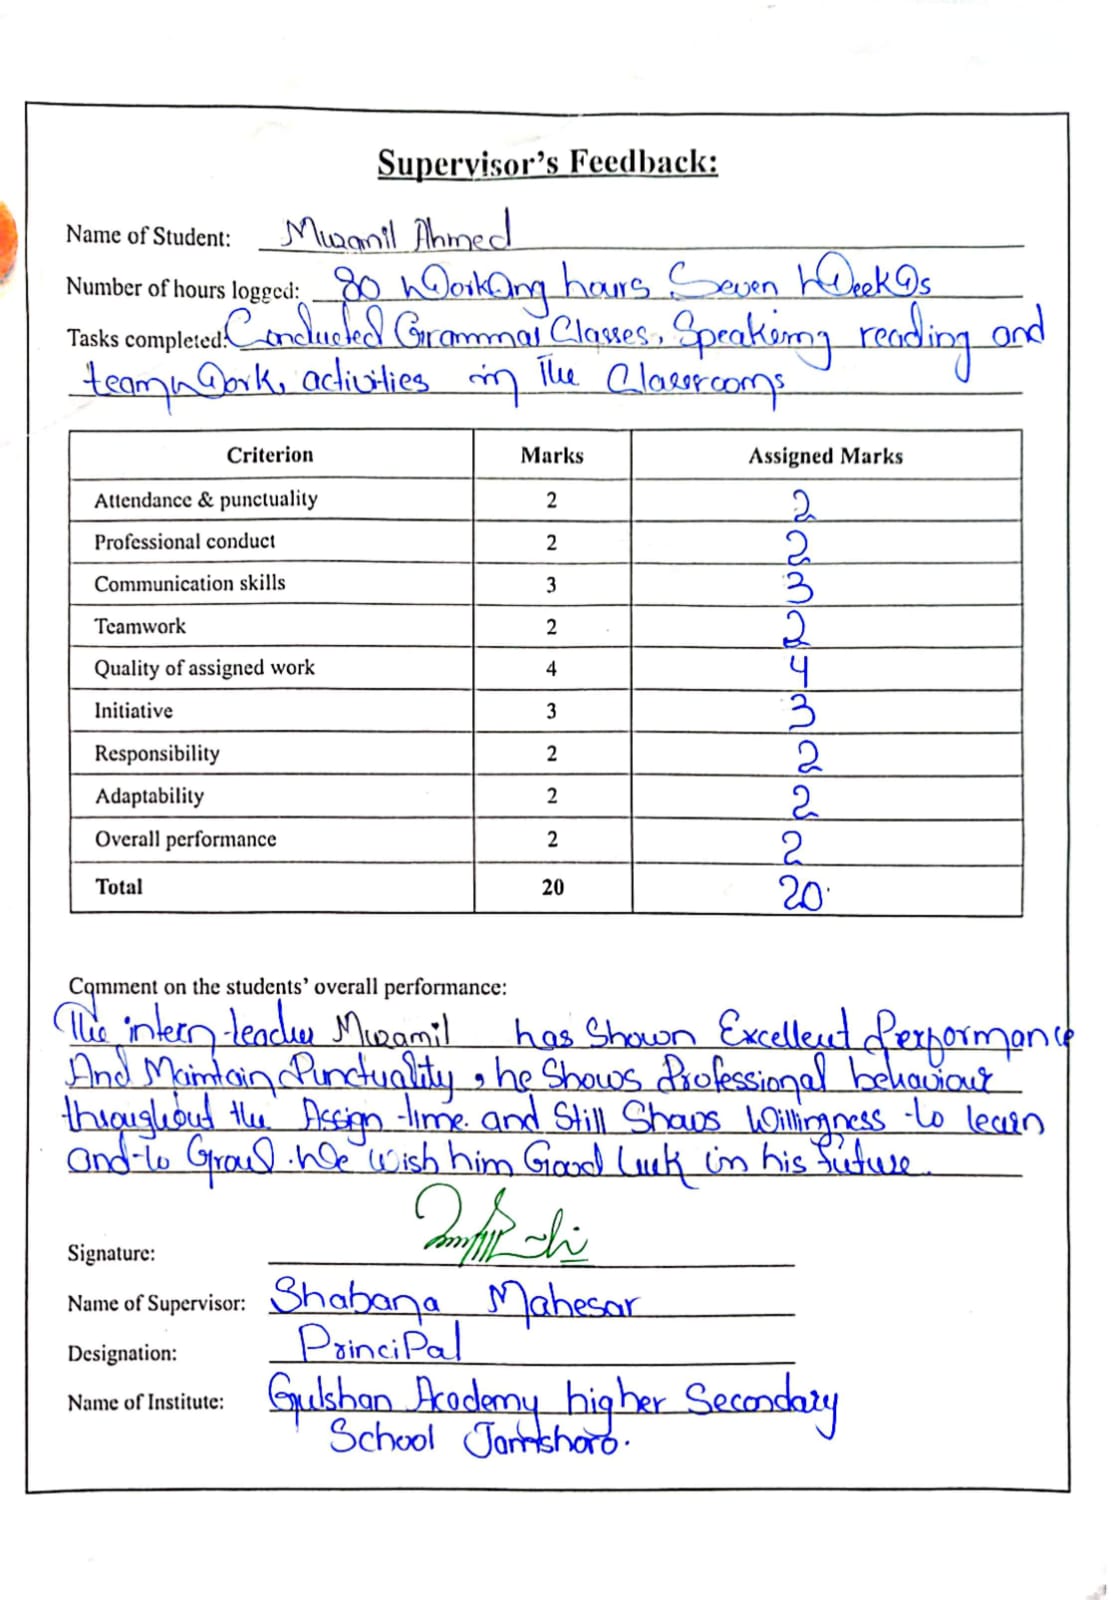 Supervisor's Feedback:
Name of Student: Muzamil Ahmed
Number of hours logged: 80 Working hours, Seven Weeks
Tasks completed: Conducted Grammar Classes, Speaking reading and
teamwork, activities in The Classrooms
Criterion Marks Assigned Marks
Attendance & punctuality 2 2
Professional conduct 2 2
Communication skills 3 3
Teamwork 2 2
Quality of assigned work 4 4
Initiative 3 3
Responsibility 2 2
Adaptability 2 2
Overall performance 2 2
Total 20 20
Comment on the students' overall performance:
The intern teacher Muzamil has Shown Excellent Performance
And Maintain Punctuality, he Shows Professional behaviour
throughout the Assign time. and Still Shows Willingness to learn
and to Grow. We wish him Good Luck in his future.
Signature:
Name of Supervisor: Shabana Mahesar
Designation: PrinciPal
Name of Institute: Gulshan Academy higher Secondary
School Jamshoro.